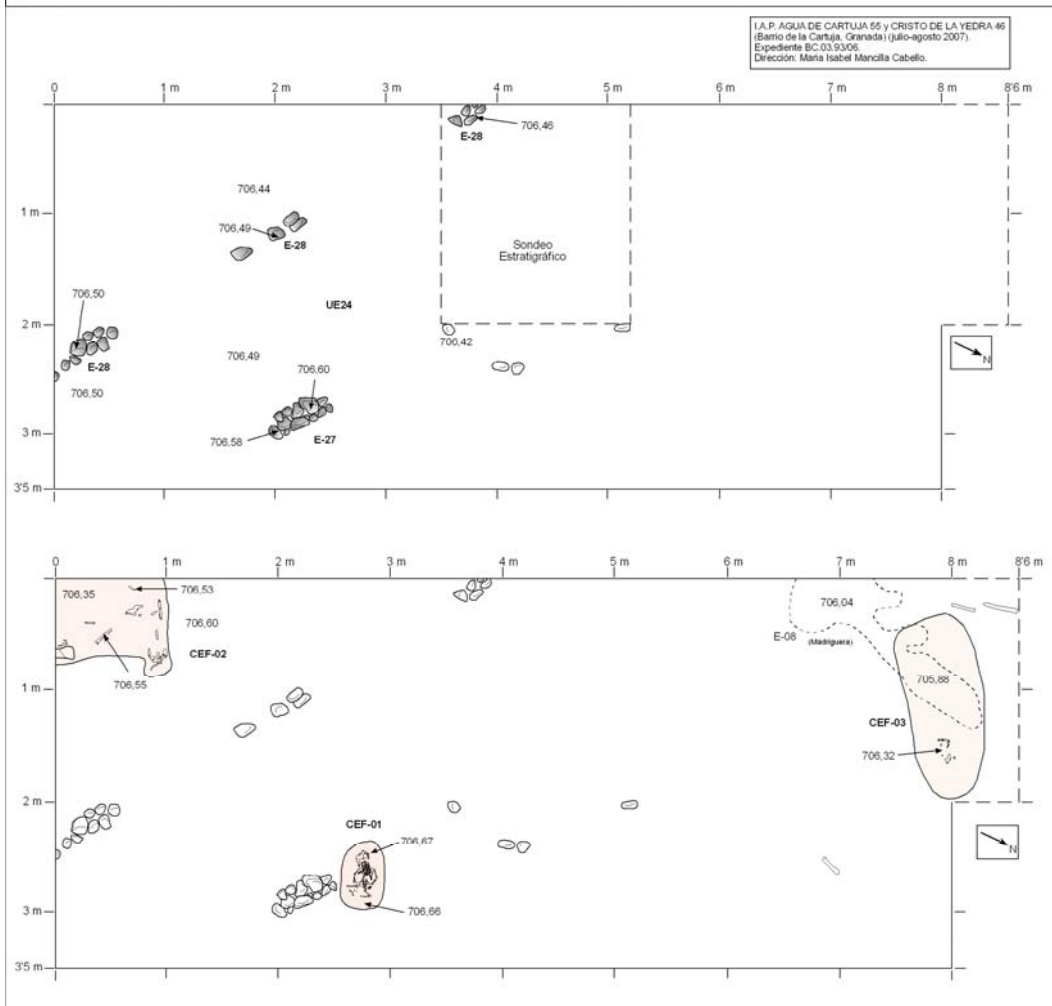 I.A.P. AGUA DE CARTUJA 55 y CRISTO DE LA YEDRA 46
(Barrio de la Cartuja, Granada) (julio-agosto 2007).
Expediente BC.03.93/06.
Dirección: Maria Isabel Mancilla Cabello.
0 1 m 2 m 3 m 4 m 5 m 6 m 7 m 8 m 8'6 m
706,46
E-28
706,44
1 m
706,49
E-28
Sondeo
Estratigráfico
706,50
UE24
2 m
706,42
706,49
N
706,60
E-28
706,50
3 m
706,58
E-27
3'5 m
0 1 m 2 m 3 m 4 m 5 m 6 m 7 m 8 m 8'6 m
706,35
706,53
706,04
706,60
E-08
(Madriguera)
CEF-02
706,55
705,88
1 m
CEF-03
706,32
2 m
CEF-01
706,67
N
3 m
706,66
3'5 m